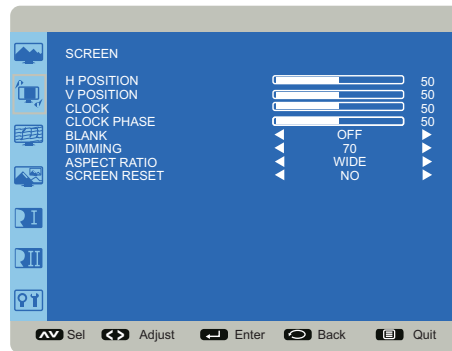 SCREEN
H POSITION 50
V POSITION 50
CLOCK 50
CLOCK PHASE 50
BLANK OFF
DIMMING 70
ASPECT RATIO WIDE
SCREEN RESET NO
I
II
Sel Adjust Enter Back Quit